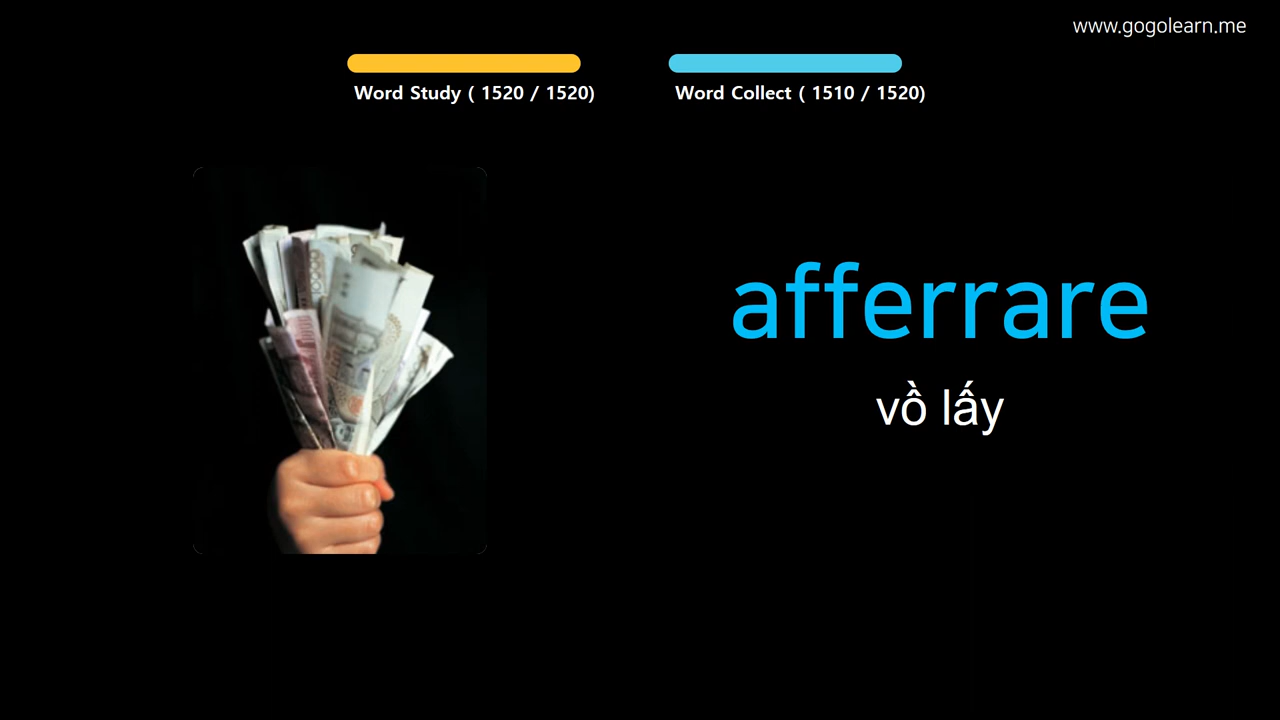 www.gogolearn.me
Word Study ( 1520 / 1520)
Word Collect ( 1510 / 1520)
afferrare
vồ lấy